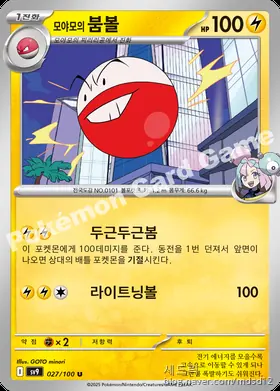 1진화
모야모의 붐볼
HP 100
모야모의 찌리리공에서 진화
전국도감 NO.0101 볼포켓몬 키: 1.2 m 몸무게: 66.6 kg
두근두근봄
이 포켓몬에게 100데미지를 준다. 동전을 1번 던져서 앞면이
나오면 상대의 배틀 포켓몬을 기절시킨다.
라이트닝볼 100
약점 ×2 저항력 후퇴
Illus. GOTO minori
sv9 027/100 U
©2025 Pokémon/Nintendo/Creatures/GAME FREAK
Pokémon Card Game